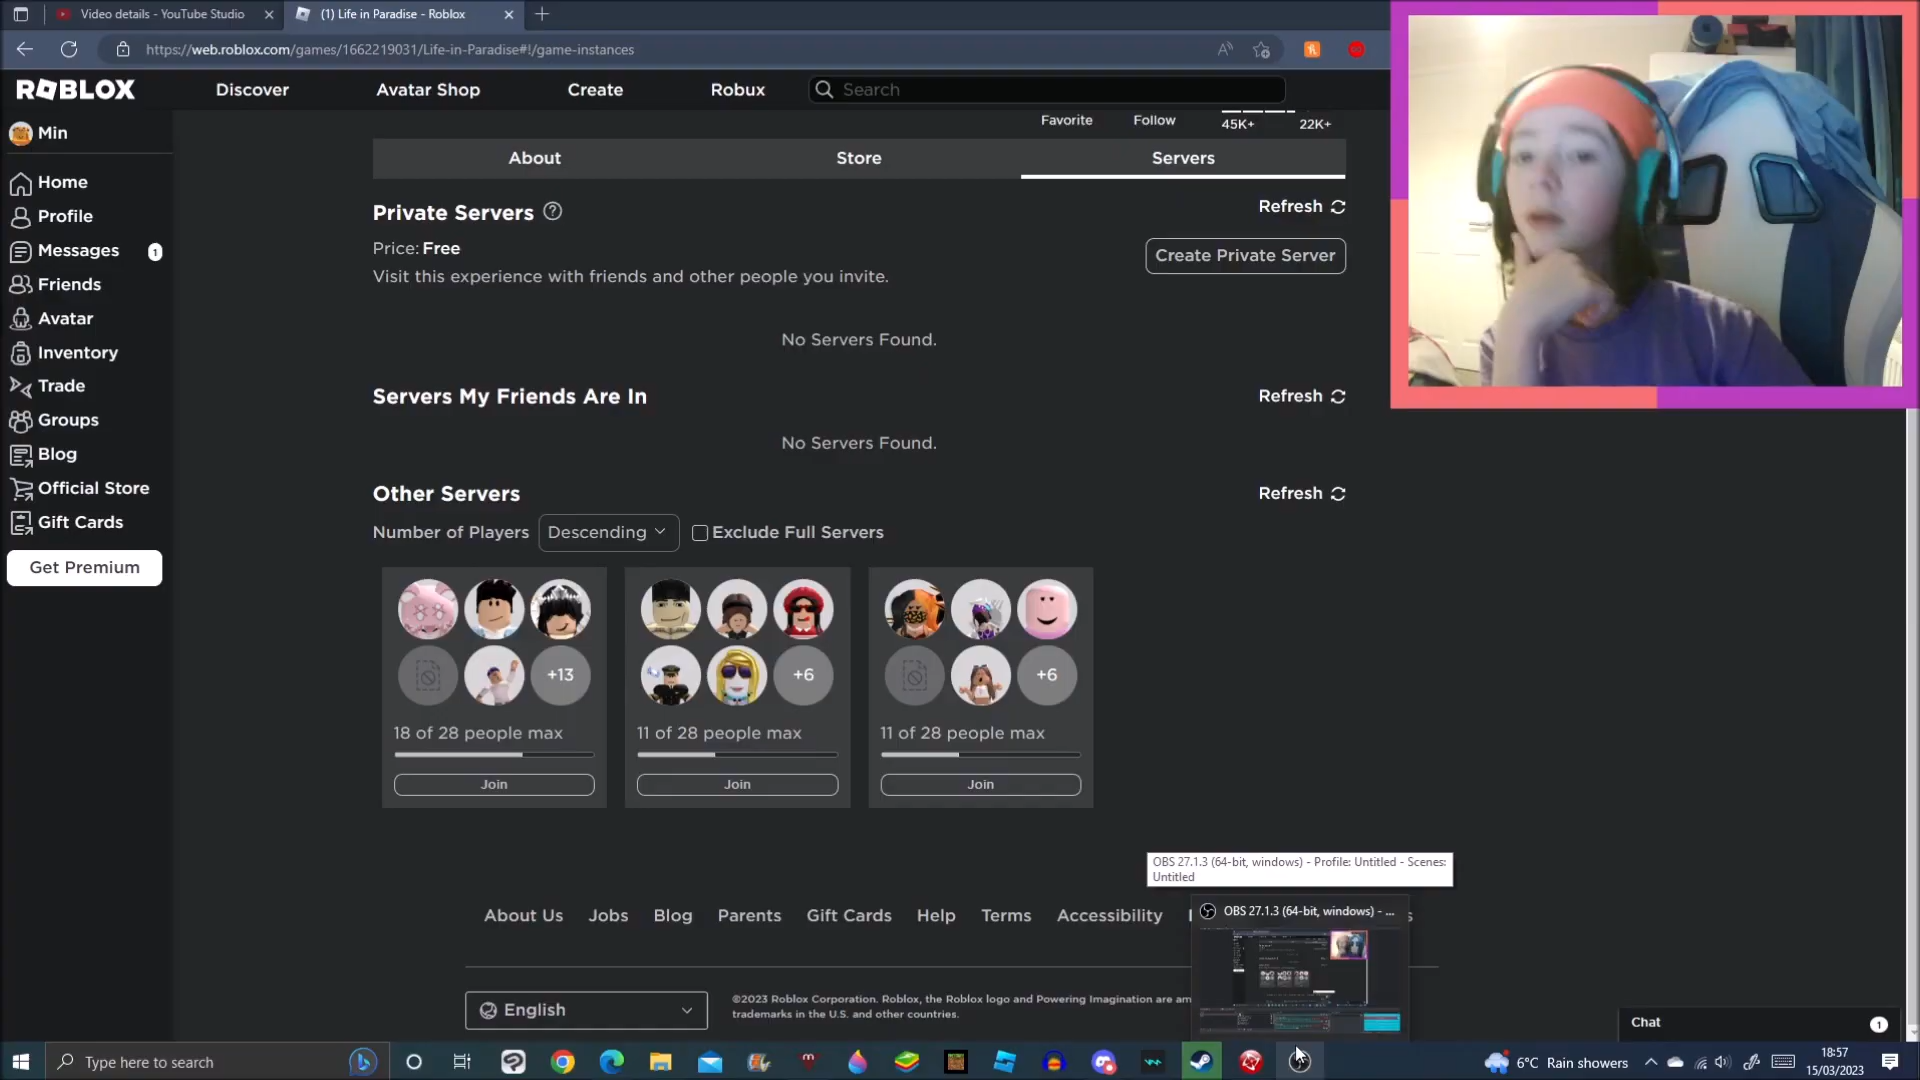 Video details - YouTube Studio
(1) Life in Paradise - Roblox
https://web.roblox.com/games/1662219031/Life-in-Paradise#!/game-instances
ROBLOX
Discover
Avatar Shop
Create
Robux
Search
Min
Home
Profile
Messages
1
Friends
Avatar
Inventory
Trade
Groups
Blog
Official Store
Gift Cards
Get Premium
Favorite
Follow
45K+
22K+
About
Store
Servers
Private Servers
Refresh
Price: Free
Create Private Server
Visit this experience with friends and other people you invite.
No Servers Found.
Servers My Friends Are In
Refresh
No Servers Found.
Other Servers
Refresh
Number of Players
Descending
Exclude Full Servers
+13
18 of 28 people max
Join
+6
11 of 28 people max
Join
+6
11 of 28 people max
Join
OBS 27.1.3 (64-bit, windows) - Profile: Untitled - Scenes:
Untitled
About Us
Jobs
Blog
Parents
Gift Cards
Help
Terms
Accessibility
OBS 27.1.3 (64-bit, windows) - ...
English
©2023 Roblox Corporation. Roblox, the Roblox logo and Powering Imagination are am
trademarks in the U.S. and other countries.
Chat
1
Type here to search
6°C Rain showers
18:57
15/03/2023